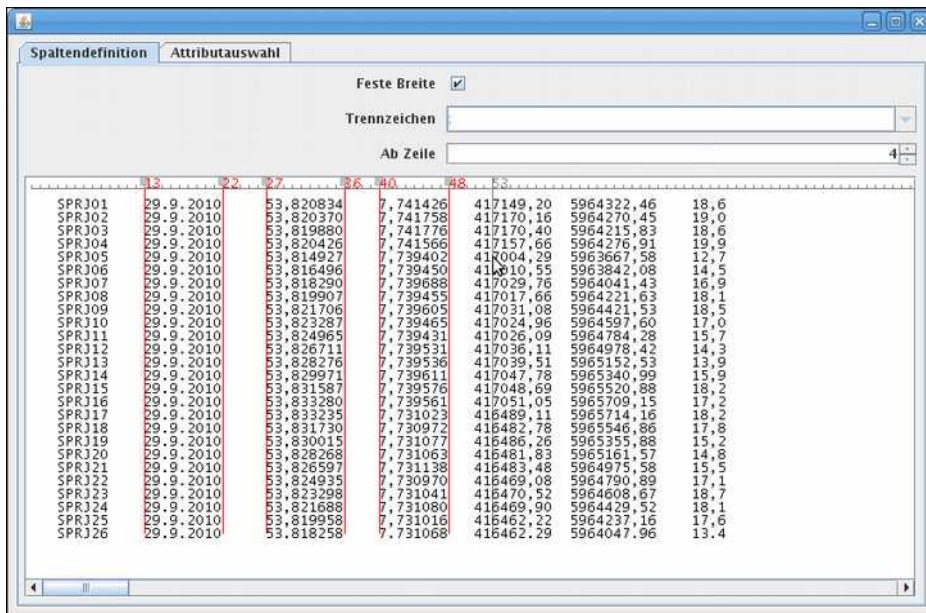 Spaltendefinition Attributauswahl
Feste Breite
Trennzeichen ;
Ab Zeile 4
13 22 27 36 40 48 53
SPRJ01 29.9.2010 53,820834 7,741426 417149,20 5964322,46 18,6
SPRJ02 29.9.2010 53,820370 7,741758 417170,16 5964270,45 19,0
SPRJ03 29.9.2010 53,819880 7,741776 417170,40 5964215,83 18,6
SPRJ04 29.9.2010 53,820426 7,741566 417157,66 5964276,91 19,9
SPRJ05 29.9.2010 53,814927 7,739402 417004,29 5963667,58 12,7
SPRJ06 29.9.2010 53,816496 7,739450 417010,55 5963842,08 14,5
SPRJ07 29.9.2010 53,818290 7,739688 417029,76 5964041,43 16,9
SPRJ08 29.9.2010 53,819907 7,739455 417017,66 5964221,63 18,1
SPRJ09 29.9.2010 53,821706 7,739605 417031,08 5964421,53 18,5
SPRJ10 29.9.2010 53,823287 7,739465 417024,96 5964597,60 17,0
SPRJ11 29.9.2010 53,824965 7,739431 417026,09 5964784,28 15,7
SPRJ12 29.9.2010 53,826711 7,739531 417036,11 5964978,42 14,3
SPRJ13 29.9.2010 53,828276 7,739536 417039,51 5965152,53 13,9
SPRJ14 29.9.2010 53,829971 7,739611 417047,78 5965340,99 15,9
SPRJ15 29.9.2010 53,831587 7,739576 417048,69 5965520,88 18,2
SPRJ16 29.9.2010 53,833280 7,739561 417051,05 5965709,15 17,2
SPRJ17 29.9.2010 53,833235 7,731023 416489,11 5965714,16 18,2
SPRJ18 29.9.2010 53,831730 7,730972 416482,78 5965546,86 17,8
SPRJ19 29.9.2010 53,830015 7,731077 416486,26 5965355,88 15,2
SPRJ20 29.9.2010 53,828268 7,731063 416481,83 5965161,57 14,8
SPRJ21 29.9.2010 53,826597 7,731138 416483,48 5964975,58 15,5
SPRJ22 29.9.2010 53,824935 7,730970 416469,08 5964790,89 17,1
SPRJ23 29.9.2010 53,823298 7,731041 416470,52 5964608,67 18,7
SPRJ24 29.9.2010 53,821688 7,731080 416469,90 5964429,52 18,1
SPRJ25 29.9.2010 53,819958 7,731016 416462,22 5964237,16 17,6
SPRJ26 29.9.2010 53.818258 7.731068 416462.29 5964047.96 13.4